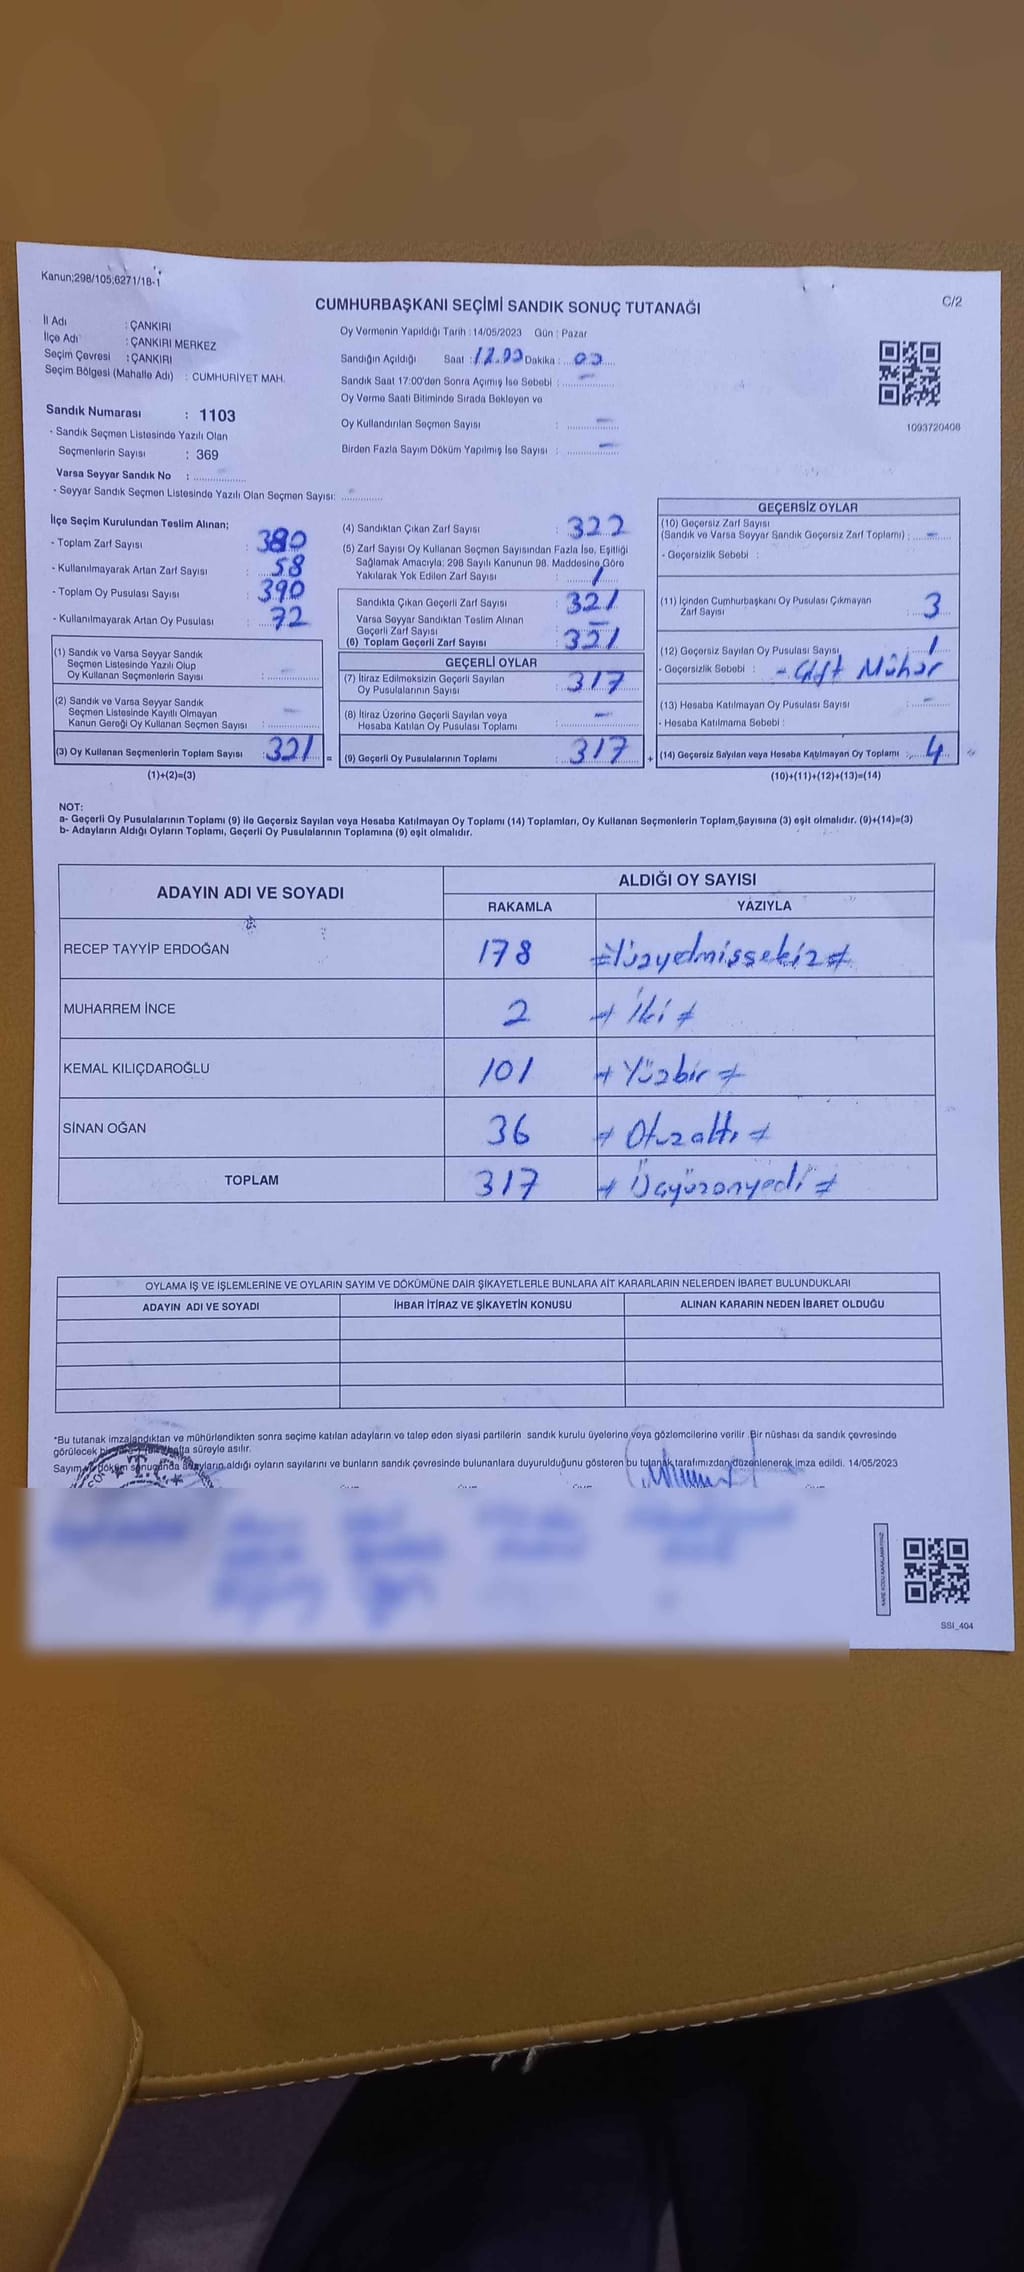 Kanun;298/105;6271/18-1
C/2
CUMHURBAŞKANI SEÇİMİ SANDIK SONUÇ TUTANAĞI
İl Adı : ÇANKIRI
İlçe Adı : ÇANKIRI MERKEZ
Seçim Çevresi : ÇANKIRI
Seçim Bölgesi (Mahalle Adı) : CUMHURİYET MAH.
Oy Vermenin Yapıldığı Tarih : 14/05/2023 Gün : Pazar
Sandığın Açıldığı Saat : Dakika :
Sandık Saat 17:00'den Sonra Açımış İse Sebebi : –
Oy Verme Saati Bitiminde Sırada Bekleyen ve
Oy Kullandırılan Seçmen Sayısı : –
Birden Fazla Sayım Döküm Yapılmış İse Sayısı : –
1093720408
Sandık Numarası : 1103
- Sandık Seçmen Listesinde Yazılı Olan
Seçmenlerin Sayısı : 369
Varsa Seyyar Sandık No :
- Seyyar Sandık Seçmen Listesinde Yazılı Olan Seçmen Sayısı:
İlçe Seçim Kurulundan Teslim Alınan;
- Toplam Zarf Sayısı : 380
- Kullanılmayarak Artan Zarf Sayısı : 58
- Toplam Oy Pusulası Sayısı : 390
- Kullanılmayarak Artan Oy Pusulası : 72
(1) Sandık ve Varsa Seyyar Sandık
Seçmen Listesinde Yazılı Olup
Oy Kullanan Seçmenlerin Sayısı : –
(2) Sandık ve Varsa Seyyar Sandık
Seçmen Listesinde Kayıtlı Olmayan
Kanun Gereği Oy Kullanan Seçmen Sayısı : –
(3) Oy Kullanan Seçmenlerin Toplam Sayısı : 321 =
(1)+(2)=(3)
(4) Sandıktan Çıkan Zarf Sayısı : 322
(5) Zarf Sayısı Oy Kullanan Seçmen Sayısından Fazla İse, Eşitliği
Sağlamak Amacıyla; 298 Sayılı Kanunun 98. Maddesine Göre
Yakılarak Yok Edilen Zarf Sayısı : 1
Sandıkta Çıkan Geçerli Zarf Sayısı : 321
Varsa Seyyar Sandıktan Teslim Alınan
Geçerli Zarf Sayısı : –
(6) Toplam Geçerli Zarf Sayısı : 321
GEÇERLİ OYLAR
(7) İtiraz Edilmeksizin Geçerli Sayılan
Oy Pusulalarının Sayısı : 317
(8) İtiraz Üzerine Geçerli Sayılan veya
Hesaba Katılan Oy Pusulası Toplamı : –
(9) Geçerli Oy Pusulalarının Toplamı : 317 +
GEÇERSİZ OYLAR
(10) Geçersiz Zarf Sayısı
(Sandık ve Varsa Seyyar Sandık Geçersiz Zarf Toplamı) : –
- Geçersizlik Sebebi :
(11) İçinden Cumhurbaşkanı Oy Pusulası Çıkmayan
Zarf Sayısı : 3
(12) Geçersiz Sayılan Oy Pusulası Sayısı : 1
- Geçersizlik Sebebi : - Çift Mühür
(13) Hesaba Katılmayan Oy Pusulası Sayısı : –
- Hesaba Katılmama Sebebi :
(14) Geçersiz Sayılan veya Hesaba Katılmayan Oy Toplamı : 4
(10)+(11)+(12)+(13)=(14)
NOT:
a- Geçerli Oy Pusulalarının Toplamı (9) ile Geçersiz Sayılan veya Hesaba Katılmayan Oy Toplamı (14) Toplamları, Oy Kullanan Seçmenlerin Toplam Sayısına (3) eşit olmalıdır. (9)+(14)=(3)
b- Adayların Aldığı Oyların Toplamı, Geçerli Oy Pusulalarının Toplamına (9) eşit olmalıdır.
ADAYIN ADI VE SOYADI
ALDIĞI OY SAYISI
RAKAMLA YAZIYLA
RECEP TAYYİP ERDOĞAN 178 ≠ Yüzyetmişsekiz ≠
MUHARREM İNCE 2 ≠ İki ≠
KEMAL KILIÇDAROĞLU 101 ≠ Yüzbir ≠
SİNAN OĞAN 36 ≠ Otuzaltı ≠
TOPLAM 317 ≠ Üçyüzonyedi ≠
OYLAMA İŞ VE İŞLEMLERİNE VE OYLARIN SAYIM VE DÖKÜMÜNE DAİR ŞİKAYETLERLE BUNLARA AİT KARARLARIN NELERDEN İBARET BULUNDUKLARI
ADAYIN ADI VE SOYADI İHBAR İTİRAZ VE ŞİKAYETİN KONUSU ALINAN KARARIN NEDEN İBARET OLDUĞU
*Bu tutanak imzalandıktan ve mühürlendikten sonra seçime katılan adayların ve talep eden siyasi partilerin sandık kurulu üyelerine veya gözlemcilerine verilir .Bir nüshası da sandık çevresinde
görülecek hafta süreyle asılır.
Sayım ve döküm sonucunda adayların aldığı oyların sayılarını ve bunların sandık çevresinde bulunanlara duyurulduğunu gösteren bu tutanak tarafımızdan düzenlenerek imza edildi. 14/05/2023
T.C.
SSI_404